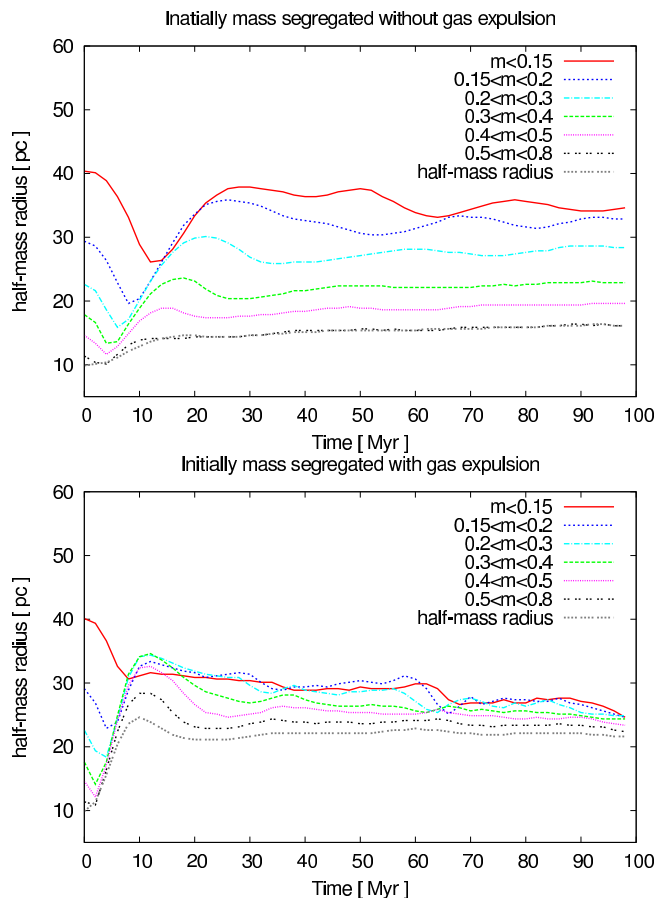 Inatially mass segregated without gas expulsion
60
50
40
30
20
10
half-mass radius [ pc ]
m<0.15
0.15<m<0.2
0.2<m<0.3
0.3<m<0.4
0.4<m<0.5
0.5<m<0.8
half-mass radius
0 10 20 30 40 50 60 70 80 90 100
Time [ Myr ]
Initially mass segregated with gas expulsion
60
50
40
30
20
10
half-mass radius [ pc ]
m<0.15
0.15<m<0.2
0.2<m<0.3
0.3<m<0.4
0.4<m<0.5
0.5<m<0.8
half-mass radius
0 10 20 30 40 50 60 70 80 90 100
Time [ Myr ]